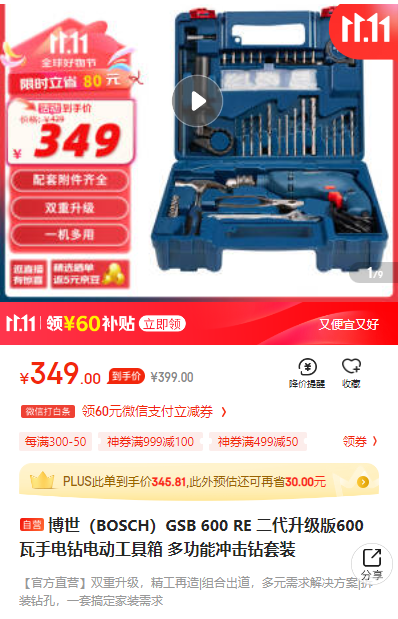 11.11
11.11
全球好物节
限时立省 80 元
活动到手价
价格:￥429
￥349
配套附件齐全
双重升级
一机多用
逛直播
有惊喜
精选晒单
返5元京豆
1/9
11.11 领¥60补贴 立即领
又便宜又好
¥349.00 到手价 ¥399.00
降价提醒
收藏
微信打白条 领60元微信支付立减券
每满300-50
神券满999减100
神券满499减50
领券
PLUS此单到手价345.81,此外预估还可再省30.00元
自营 博世（BOSCH）GSB 600 RE 二代升级版600
瓦手电钻电动工具箱 多功能冲击钻套装
分享
【官方直营】双重升级，精工再造|组合出道，多元需求解决方案|拆
装钻孔，一套搞定家装需求